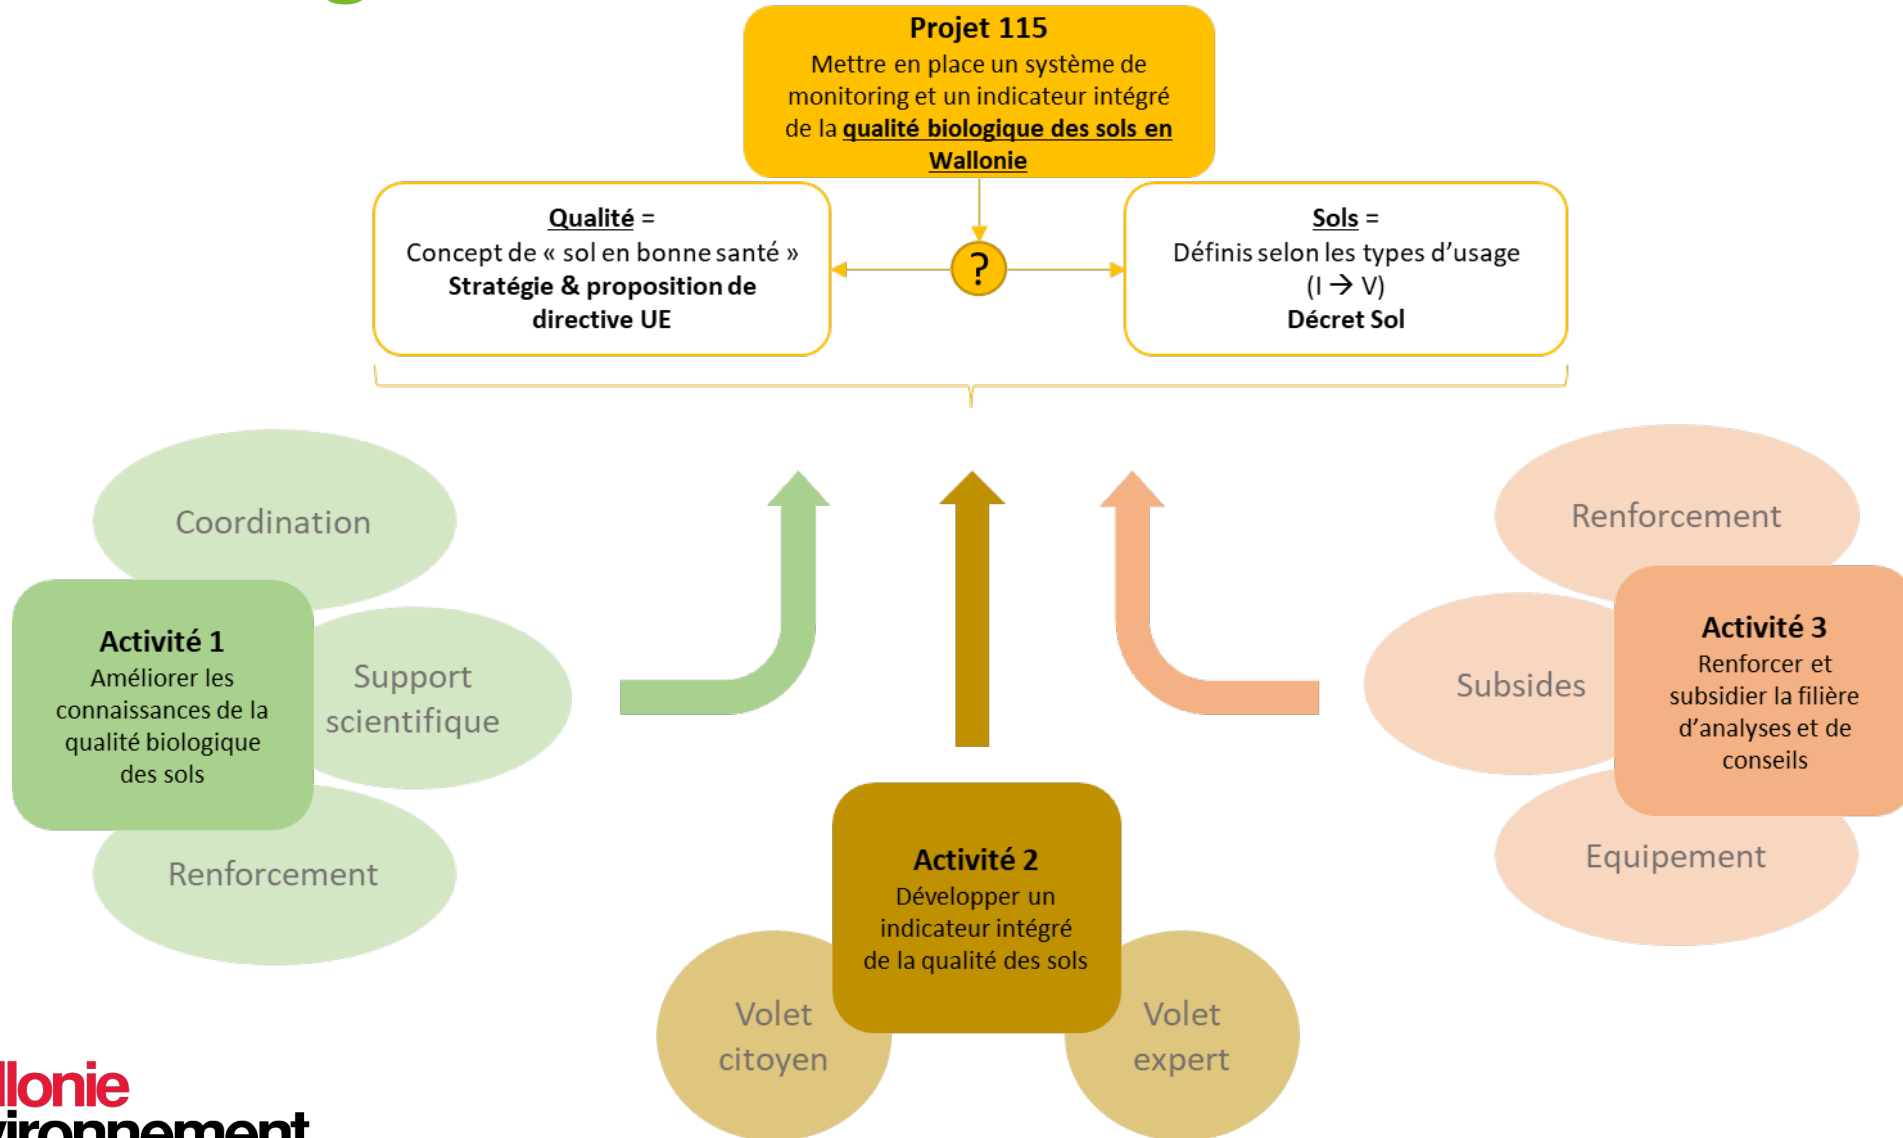 Projet 115
Mettre en place un système de
monitoring et un indicateur intégré
de la qualité biologique des sols en
Wallonie
Qualité =
Concept de « sol en bonne santé »
Stratégie & proposition de
directive UE
?
Sols =
Définis selon les types d’usage
(I → V)
Décret Sol
Coordination
Activité 1
Améliorer les
connaissances de la
qualité biologique
des sols
Support
scientifique
Renforcement
Activité 2
Développer un
indicateur intégré
de la qualité des sols
Volet
citoyen
Volet
expert
Renforcement
Subsides
Activité 3
Renforcer et
subsidier la filière
d’analyses et de
conseils
Equipement
llonie
vironnement